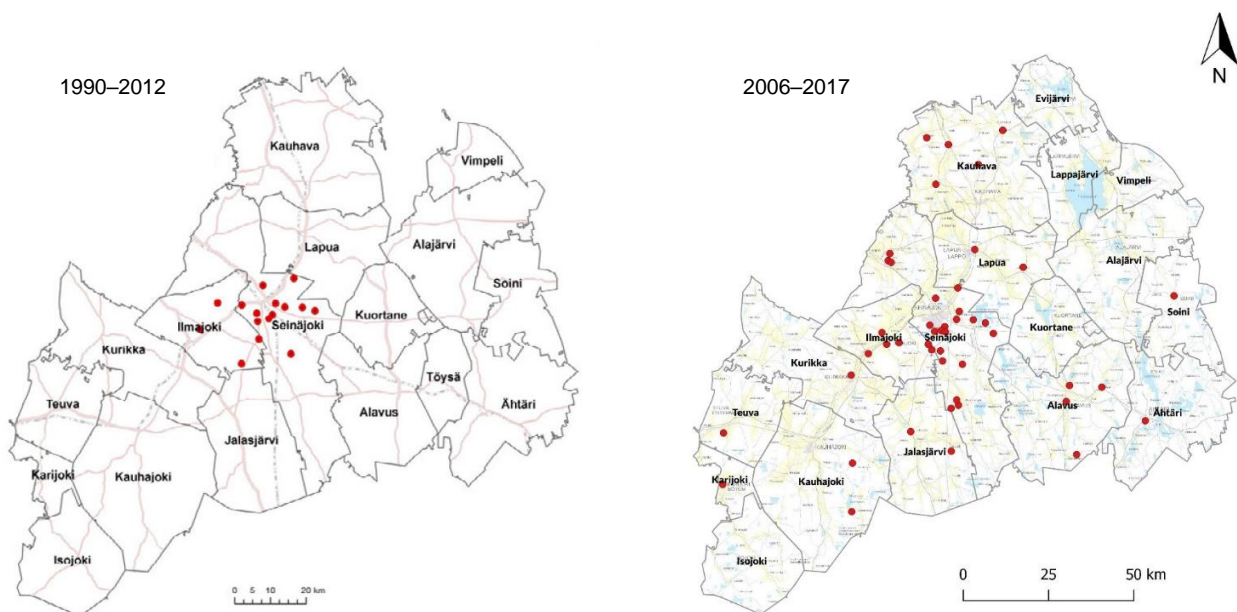 1990–2012
Kauhava
Vimpeli
Lapua
Alajärvi
Soini
Kuortane
Seinäjoki
Ilmajoki
Kurikka
Töysä
Teuva
Alavus
Ähtäri
Jalasjärvi
Karijoki
Kauhajoki
Isojoki
0 5 10 20 km
2006–2017
N
Evijärvi
Kauhava
Lappajärvi
Vimpeli
Lapua
Alajärvi
Soini
Kuortane
Seinäjoki
Ilmajoki
Kurikka
Teuva
Alavus
Ähtäri
Jalasjärvi
Karijoki
Kauhajoki
Isojoki
0 25 50 km